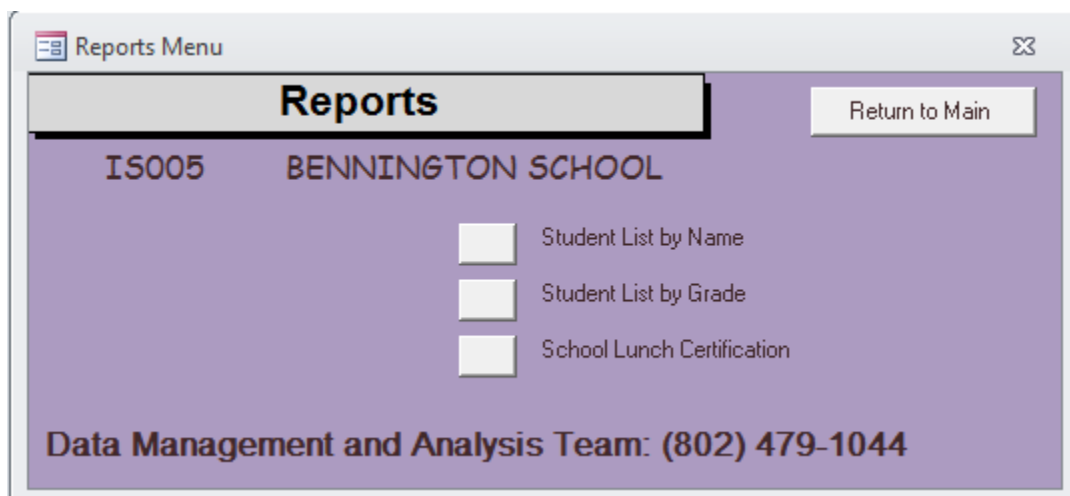 Reports Menu
Reports
Return to Main
IS005 BENNINGTON SCHOOL
Student List by Name
Student List by Grade
School Lunch Certification
Data Management and Analysis Team: (802) 479-1044